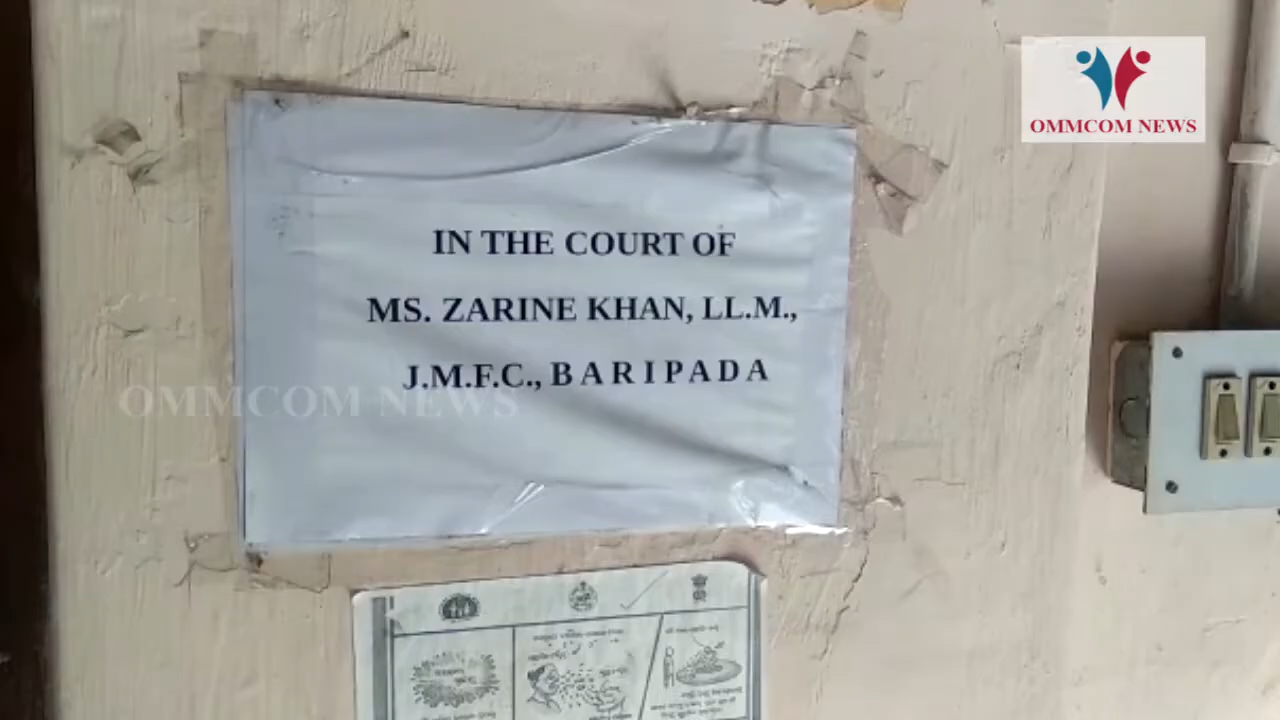 OMMCOM NEWS
IN THE COURT OF
MS. ZARINE KHAN, LL.M.,
J.M.F.C., BARIPADA
OMMCOM NEWS